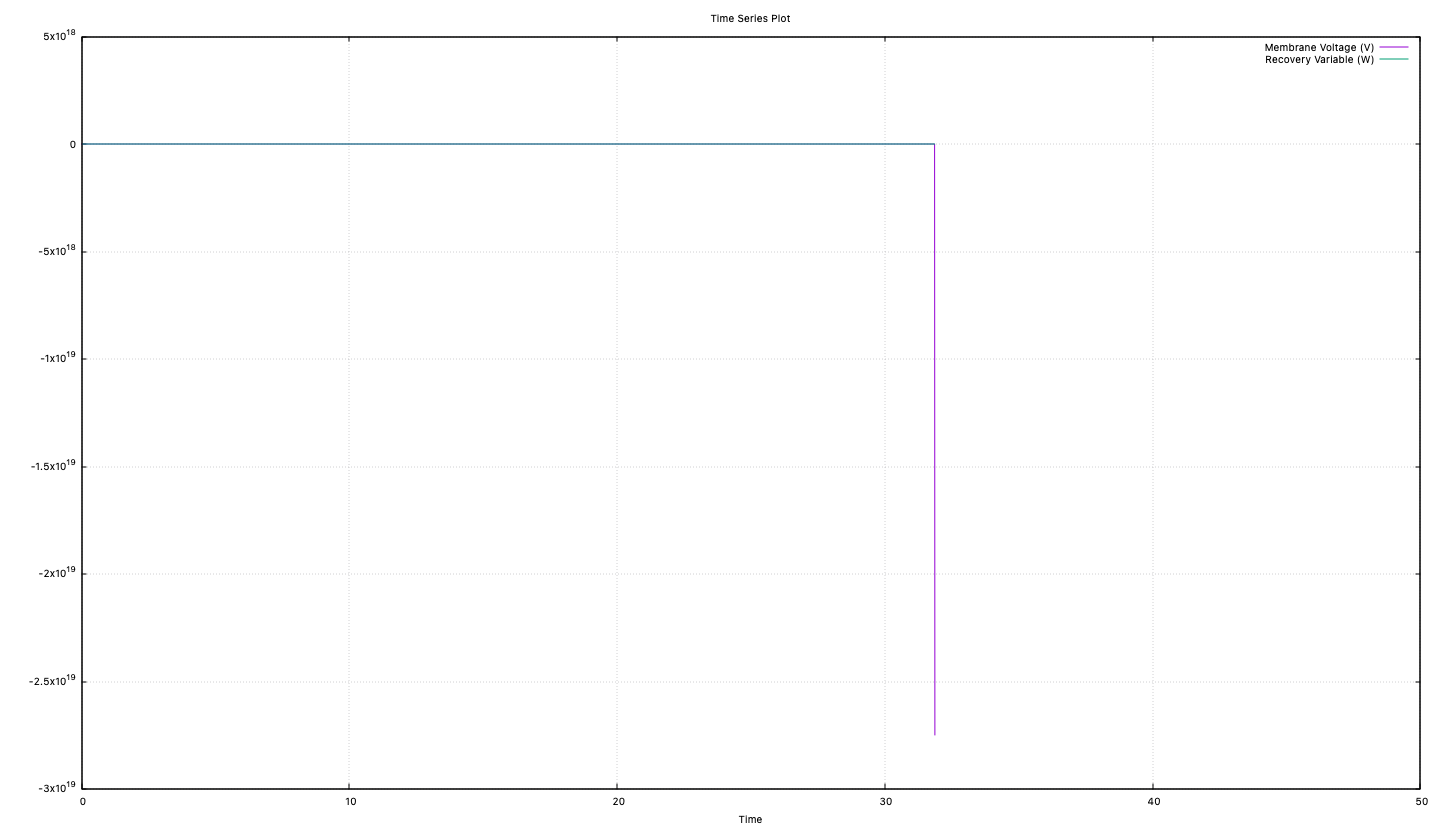 Time Series Plot
Membrane Voltage (V)
Recovery Variable (W)
5x10^18
0
-5x10^18
-1x10^19
-1.5x10^19
-2x10^19
-2.5x10^19
-3x10^19
0 10 20 30 40 50
Time